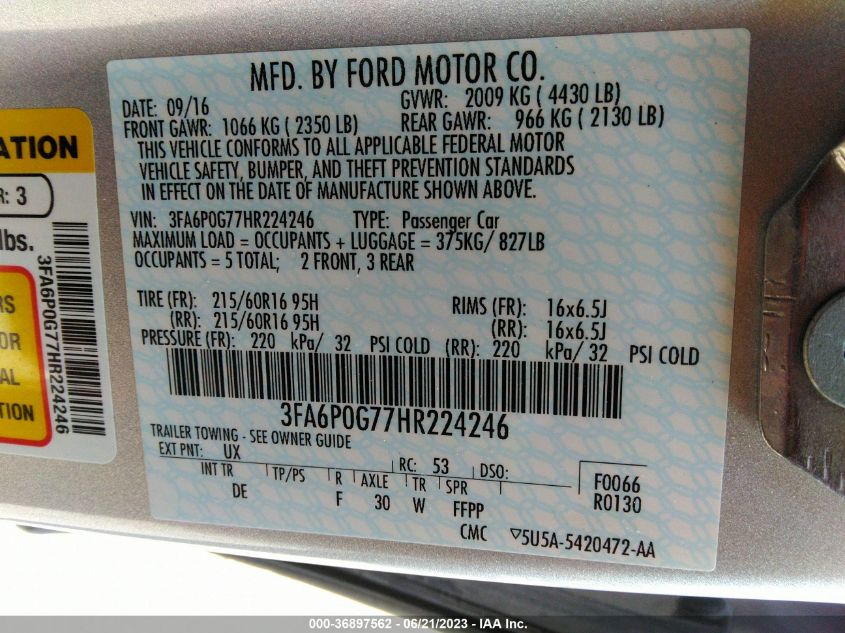 MFD. BY FORD MOTOR CO.
DATE: 09/16 GVWR: 2009 KG ( 4430 LB)
FRONT GAWR: 1066 KG ( 2350 LB) REAR GAWR: 966 KG ( 2130 LB)
THIS VEHICLE CONFORMS TO ALL APPLICABLE FEDERAL MOTOR
VEHICLE SAFETY, BUMPER, AND THEFT PREVENTION STANDARDS
IN EFFECT ON THE DATE OF MANUFACTURE SHOWN ABOVE.
VIN: 3FA6P0G77HR224246 TYPE: Passenger Car
MAXIMUM LOAD = OCCUPANTS + LUGGAGE = 375KG/ 827LB
OCCUPANTS = 5 TOTAL; 2 FRONT, 3 REAR
TIRE (FR): 215/60R16 95H RIMS (FR): 16x6.5J
(RR): 215/60R16 95H (RR): 16x6.5J
PRESSURE (FR): 220 kPa/ 32 PSI COLD (RR): 220 kPa/ 32 PSI COLD
3FA6P0G77HR224246
TRAILER TOWING - SEE OWNER GUIDE
EXT PNT: UX RC: 53 DSO:
INT TR TP/PS R AXLE TR SPR
DE F 30 W FFPP
F0066
R0130
CMC ▽5U5A-5420472-AA
ATION
R: 3
lbs.
RS
OR
AL
TION
3FA6P0G77HR224246
000-36897562 - 06/21/2023 - IAA Inc.